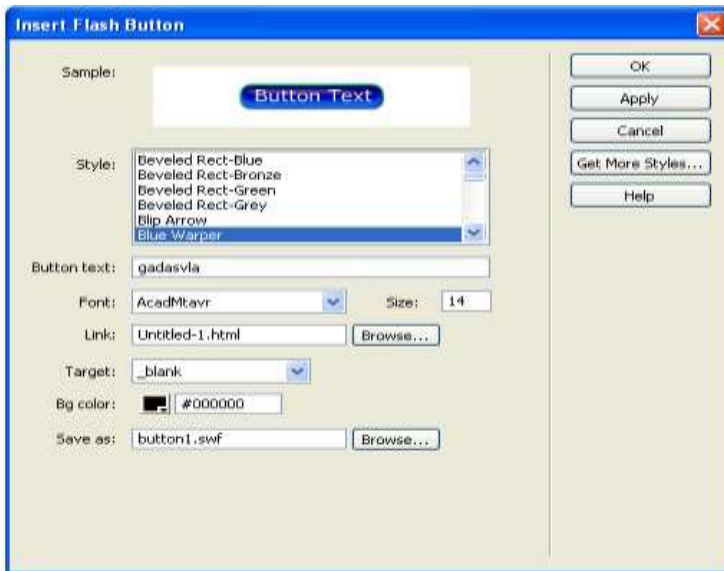 Insert Flash Button
Sample:
Button Text
Style:
Beveled Rect-Blue
Beveled Rect-Bronze
Beveled Rect-Green
Beveled Rect-Grey
Blip Arrow
Blue Warper
Button text: gadasvla
Font: AcadMtavr Size: 14
Link: Untitled-1.html Browse...
Target: _blank
Bg color: #000000
Save as: button1.swf Browse...
OK
Apply
Cancel
Get More Styles...
Help